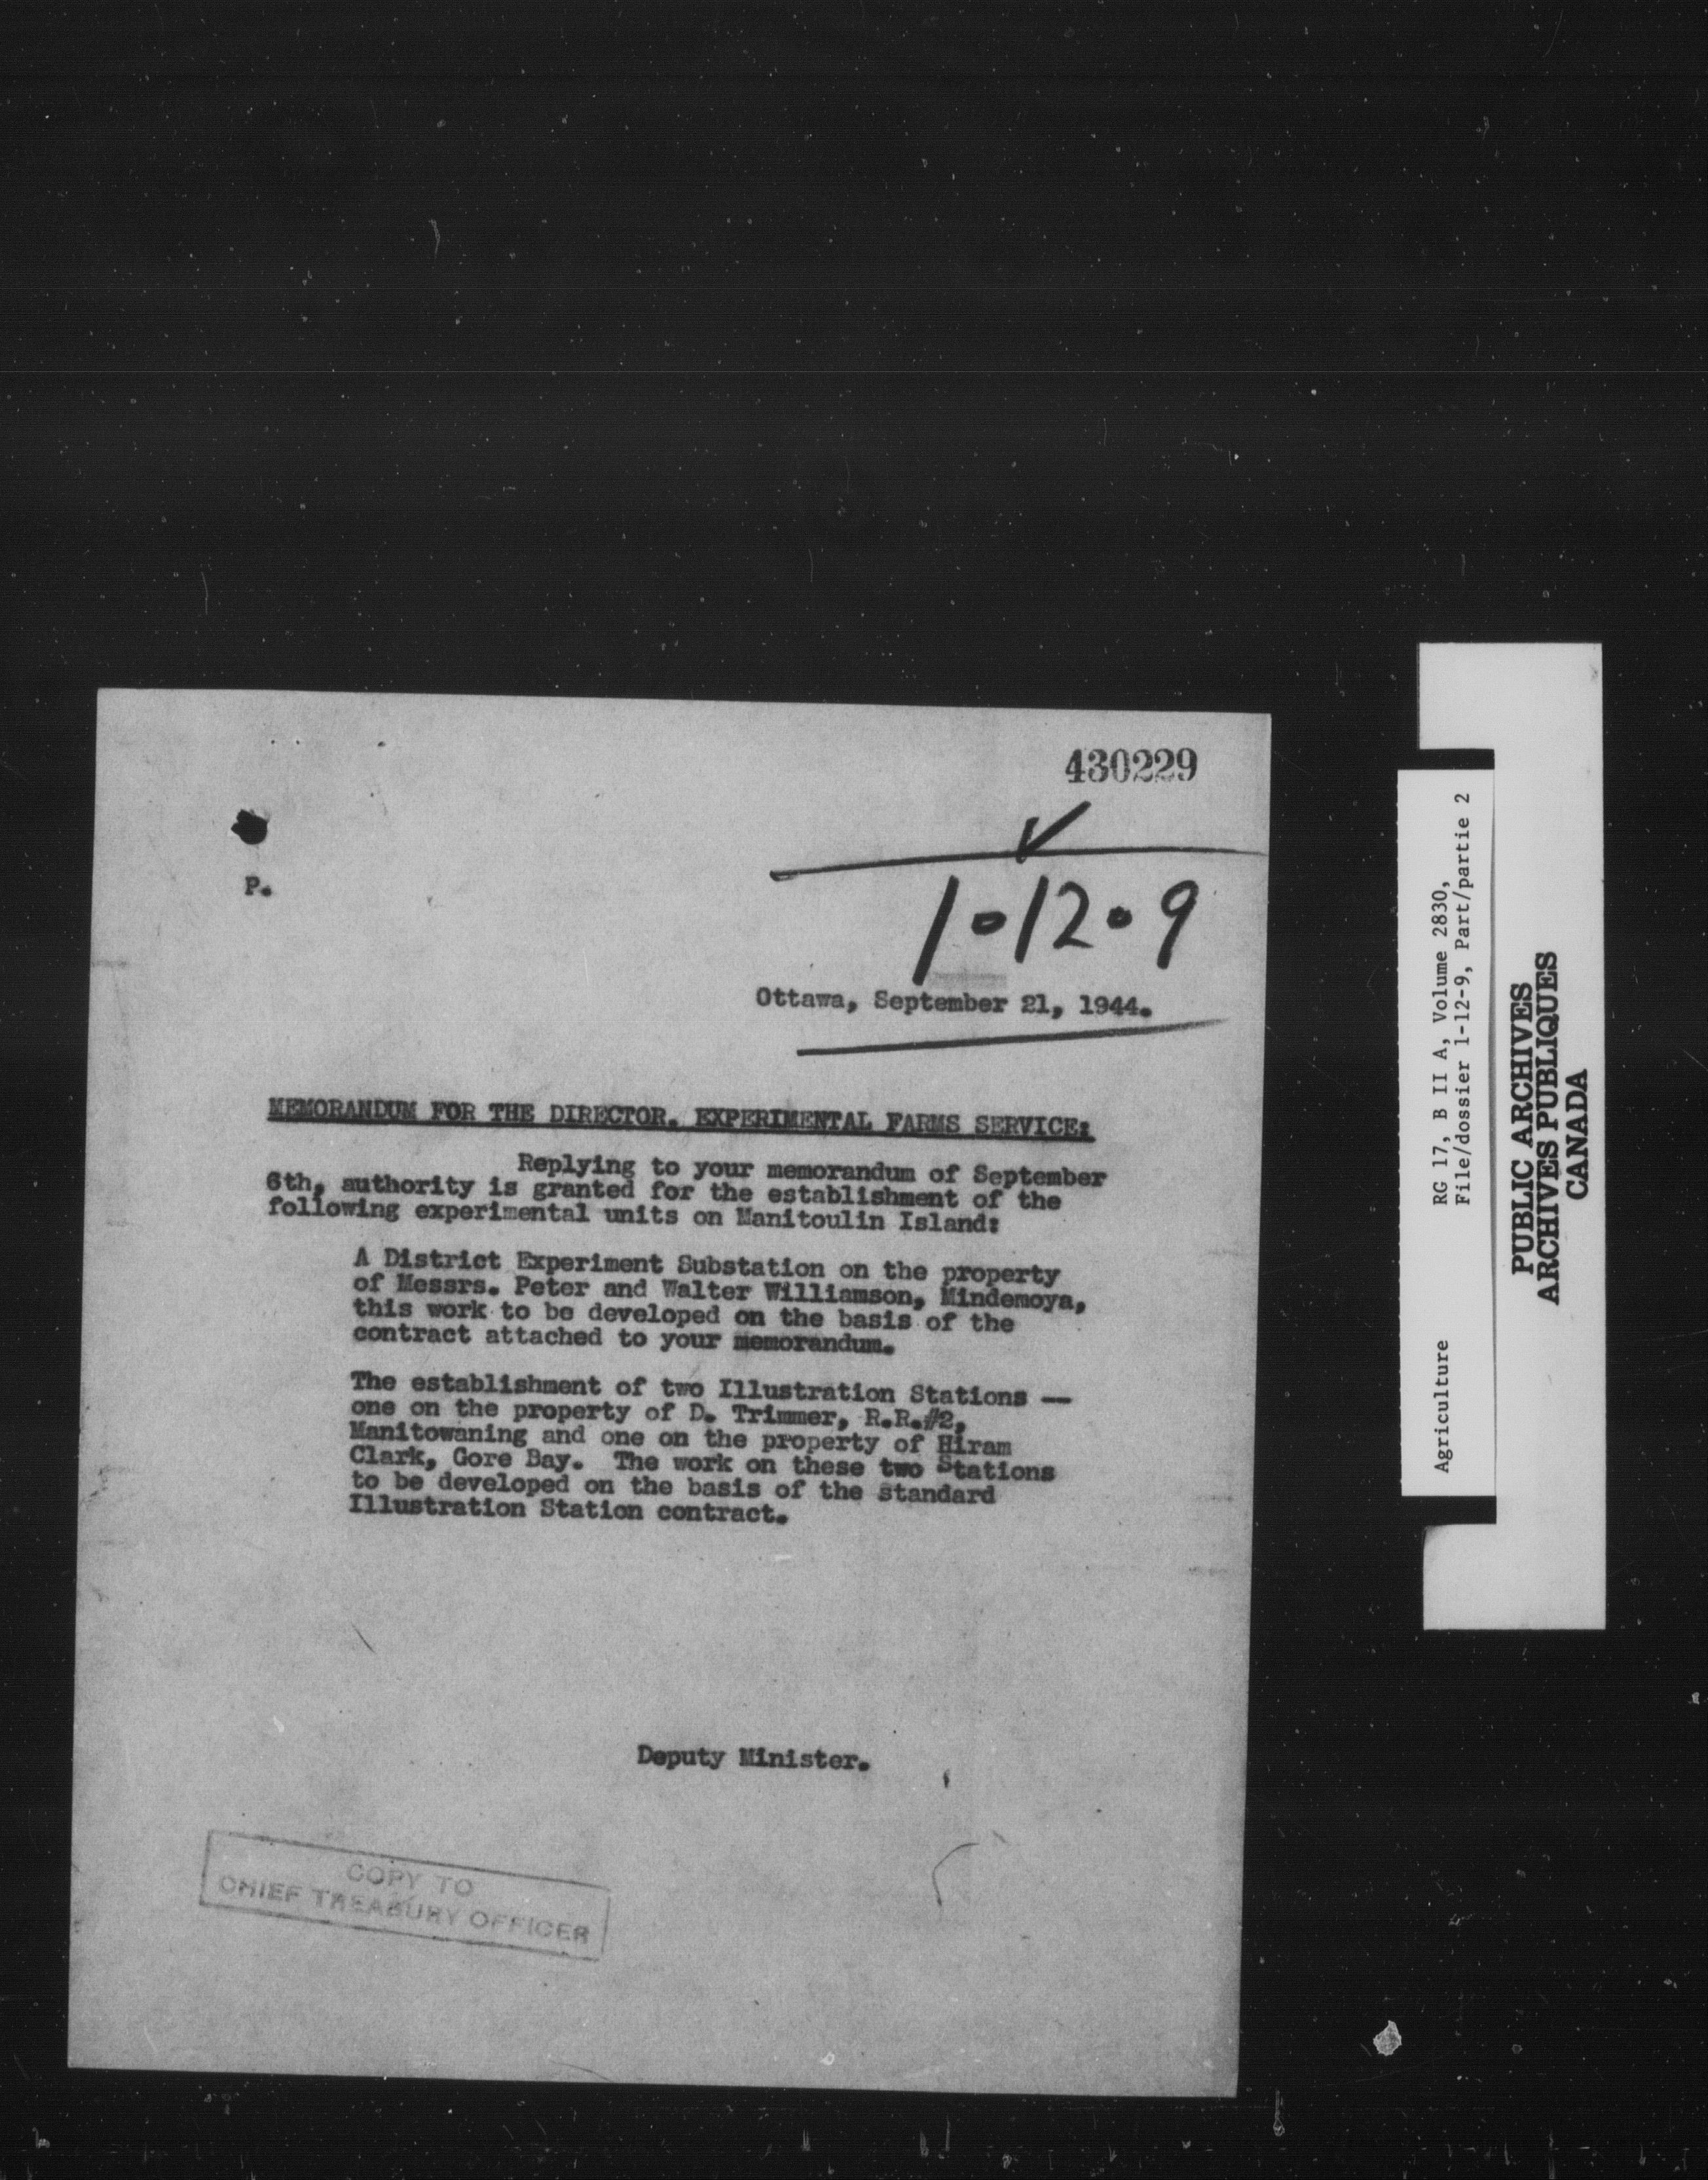 430229
P.
1-12-9
Ottawa, September 21, 1944.
MEMORANDUM FOR THE DIRECTOR, EXPERIMENTAL FARMS SERVICE:
Replying to your memorandum of September
6th, authority is granted for the establishment of the
following experimental units on Manitoulin Island:
A District Experiment Substation on the property
of Messrs. Peter and Walter Williamson, Mindemoya,
this work to be developed on the basis of the
contract attached to your memorandum.
The establishment of two Illustration Stations --
one on the property of D. Trimmer, R.R.#2,
Manitowaning and one on the property of Hiram
Clark, Gore Bay. The work on these two Stations
to be developed on the basis of the standard
Illustration Station contract.
Deputy Minister.
COPY TO
CHIEF TREASURY OFFICER
Agriculture RG 17, B II A, Volume 2830,
File/dossier 1-12-9, Part/partie 2
PUBLIC ARCHIVES
ARCHIVES PUBLIQUES
CANADA